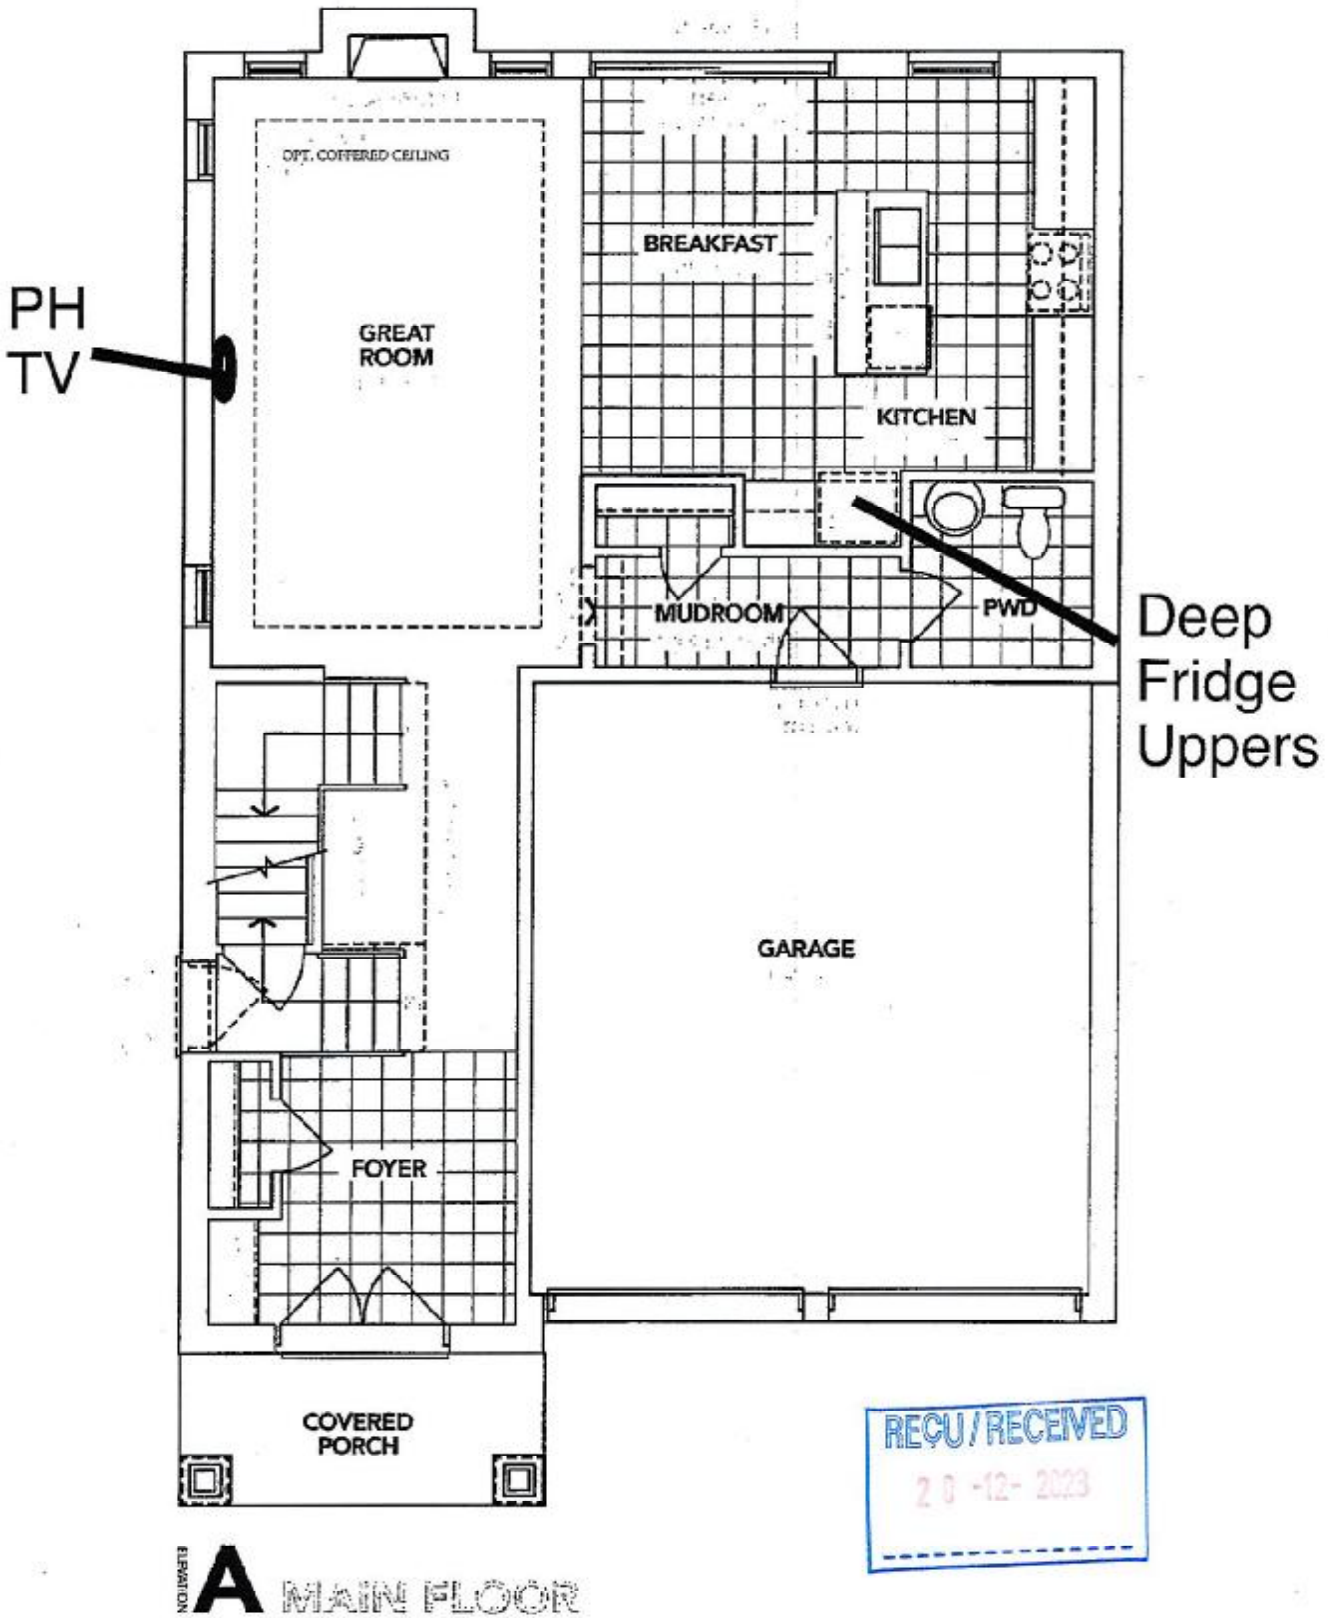 OPT. COFFERED CEILING
BREAKFAST
PH
TV
GREAT
ROOM
KITCHEN
MUDROOM
PWD
Deep
Fridge
Uppers
GARAGE
FOYER
COVERED
PORCH
REÇU / RECEIVED
-12- 2023
ELEVATION
A MAIN FLOOR